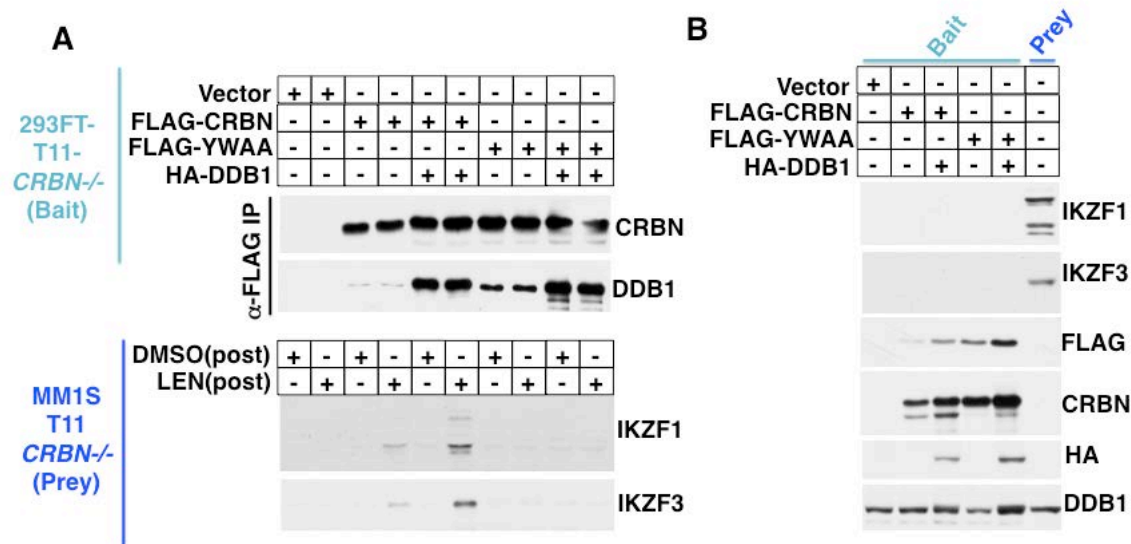 A
293FT-
T11-
CRBN-/-
(Bait)
Vector + + - - - - - - - -
FLAG-CRBN - - + + + + - - - -
FLAG-YWAA - - - - - - + + + +
HA-DDB1 - - - - + + - - + +
α-FLAG IP
CRBN
DDB1
MM1S
T11
CRBN-/-
(Prey)
DMSO(post) + - + - + - + - + -
LEN(post) - + - + - + - + - +
IKZF1
IKZF3
B
Bait
Prey
Vector + - - - - -
FLAG-CRBN - + + - - -
FLAG-YWAA - - - + + -
HA-DDB1 - - + - + -
IKZF1
IKZF3
FLAG
CRBN
HA
DDB1